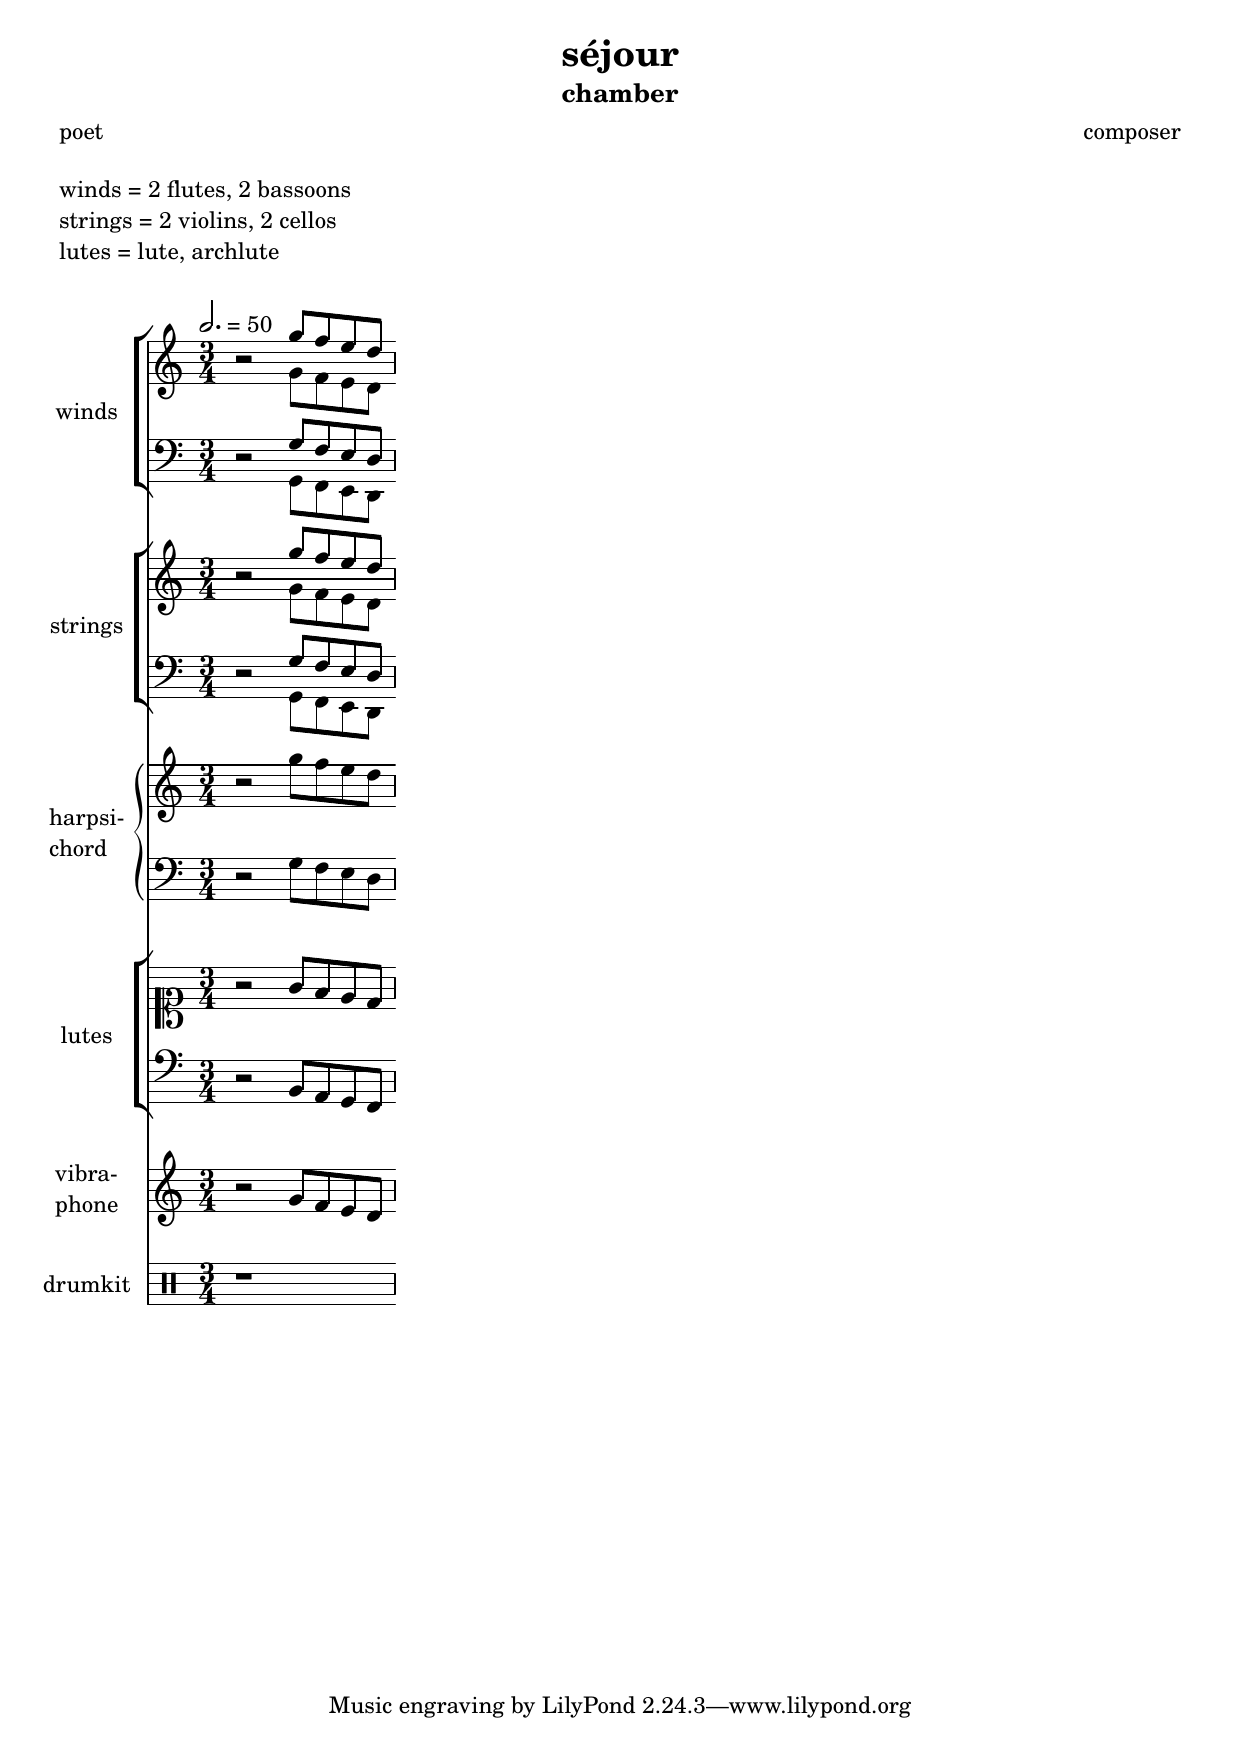 séjour
chamber
poet composer
winds = 2 flutes, 2 bassoons
strings = 2 violins, 2 cellos
lutes = lute, archlute
= 50
winds
strings
harpsi-
chord
lutes
vibra-
phone
drumkit
Music engraving by LilyPond 2.24.3—www.lilypond.org